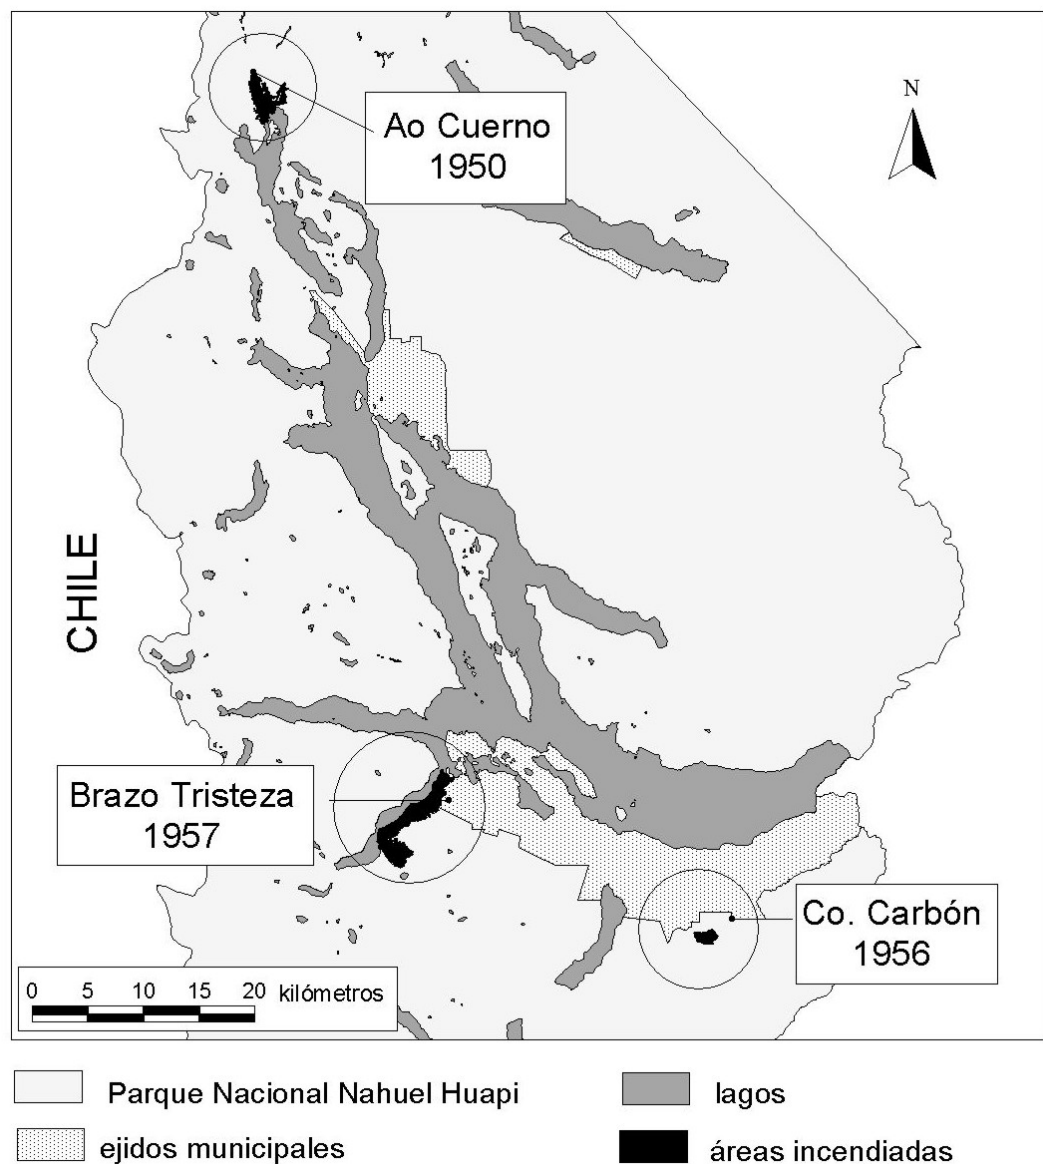 Ao Cuerno
1950
N
CHILE
Brazo Tristeza
1957
Co. Carbón
1956
0 5 10 15 20 kilómetros
Parque Nacional Nahuel Huapi
lagos
ejidos municipales
áreas incendiadas